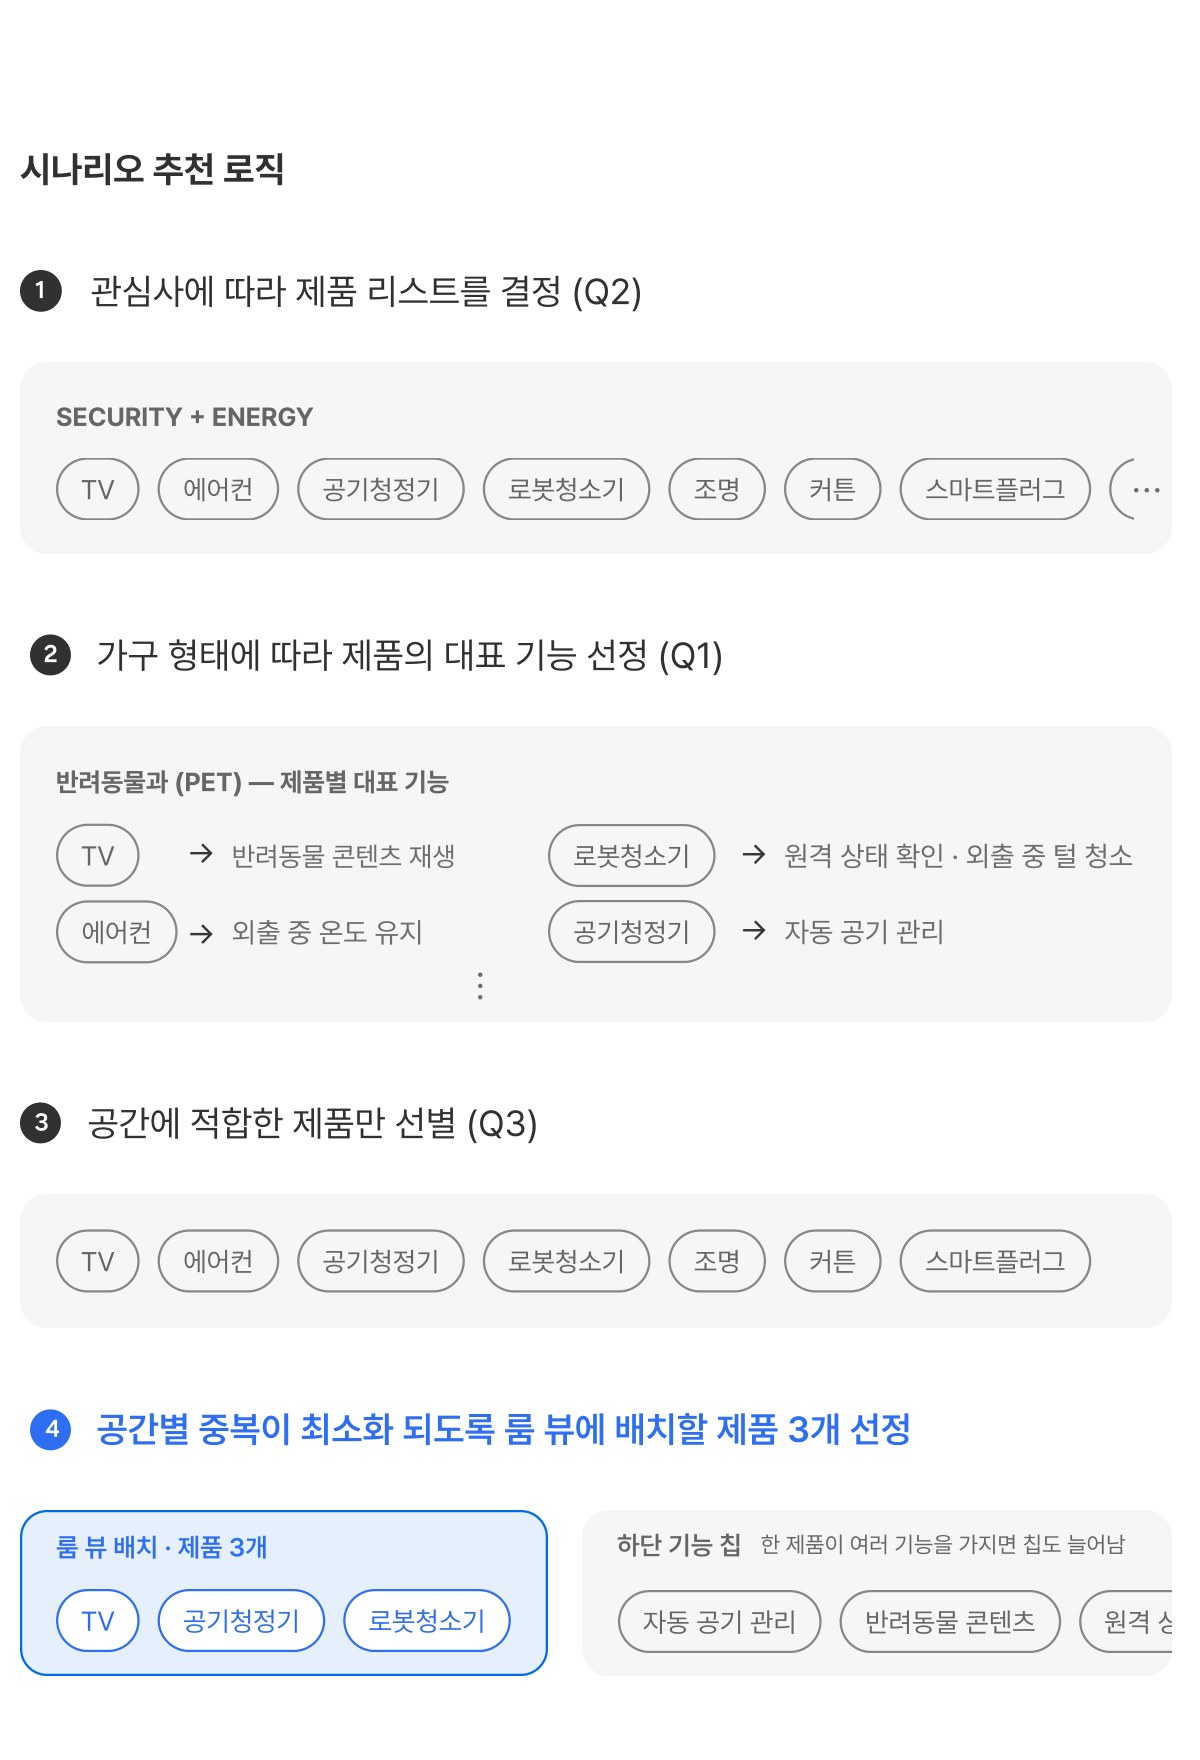 시나리오 추천 로직
1 관심사에 따라 제품 리스트를 결정 (Q2)
SECURITY + ENERGY
TV 에어컨 공기청정기 로봇청소기 조명 커튼 스마트플러그 ...
2 가구 형태에 따라 제품의 대표 기능 선정 (Q1)
반려동물과 (PET) — 제품별 대표 기능
TV → 반려동물 콘텐츠 재생 로봇청소기 → 원격 상태 확인 · 외출 중 털 청소
에어컨 → 외출 중 온도 유지 공기청정기 → 자동 공기 관리
⋮
3 공간에 적합한 제품만 선별 (Q3)
TV 에어컨 공기청정기 로봇청소기 조명 커튼 스마트플러그
4 공간별 중복이 최소화 되도록 룸 뷰에 배치할 제품 3개 선정
룸 뷰 배치 · 제품 3개
TV 공기청정기 로봇청소기
하단 기능 칩 한 제품이 여러 기능을 가지면 칩도 늘어남
자동 공기 관리 반려동물 콘텐츠 원격